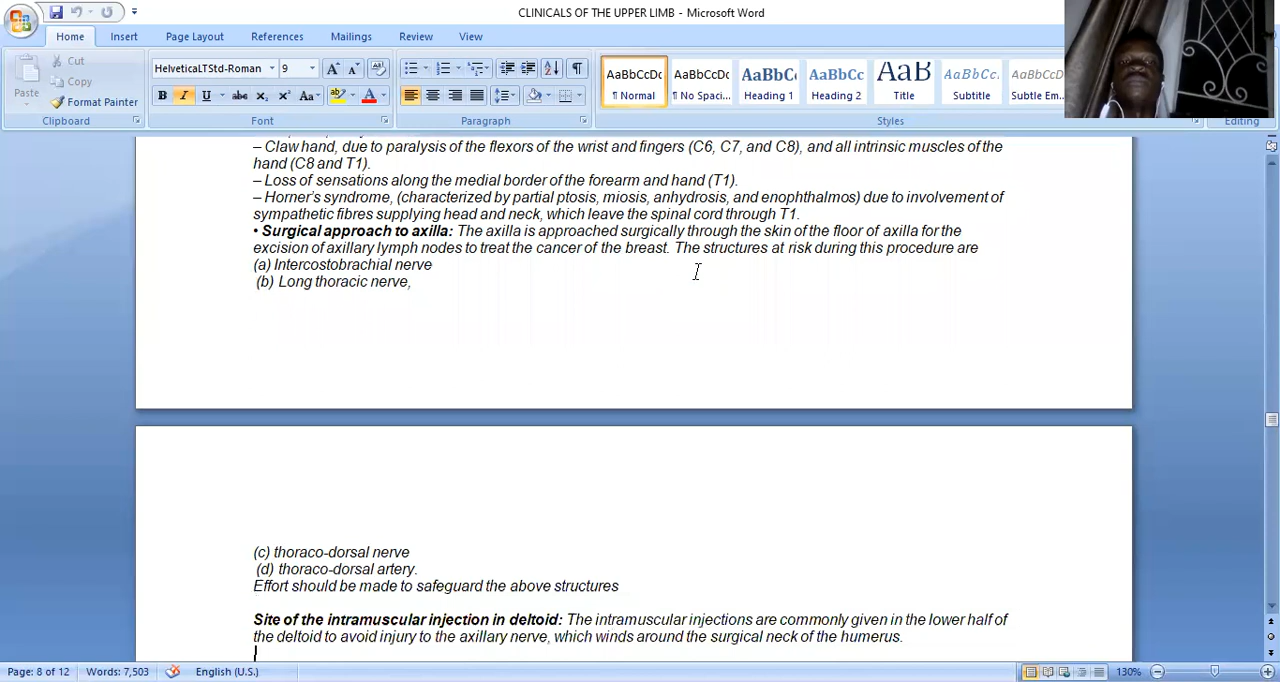 CLINICALS OF THE UPPER LIMB - Microsoft Word
Home Insert Page Layout References Mailings Review View
Paste
Cut
Copy
Format Painter
Clipboard
HelveticaLTStd-Roman 9
Font
Paragraph
AaBbCcDc AaBbCcDc AaBbCc AaBbCc AaB AaBbCc. AaBbCcDc
¶ Normal ¶ No Spaci... Heading 1 Heading 2 Title Subtitle Subtle Em...
Styles
Editing
– Claw hand, due to paralysis of the flexors of the wrist and fingers (C6, C7, and C8), and all intrinsic muscles of the
hand (C8 and T1).
– Loss of sensations along the medial border of the forearm and hand (T1).
– Horner's syndrome, (characterized by partial ptosis, miosis, anhydrosis, and enophthalmos) due to involvement of
sympathetic fibres supplying head and neck, which leave the spinal cord through T1.
• Surgical approach to axilla: The axilla is approached surgically through the skin of the floor of axilla for the
excision of axillary lymph nodes to treat the cancer of the breast. The structures at risk during this procedure are
(a) Intercostobrachial nerve
(b) Long thoracic nerve,
(c) thoraco-dorsal nerve
(d) thoraco-dorsal artery.
Effort should be made to safeguard the above structures
Site of the intramuscular injection in deltoid: The intramuscular injections are commonly given in the lower half of
the deltoid to avoid injury to the axillary nerve, which winds around the surgical neck of the humerus.
Page: 8 of 12 Words: 7,503 English (U.S.) 130%